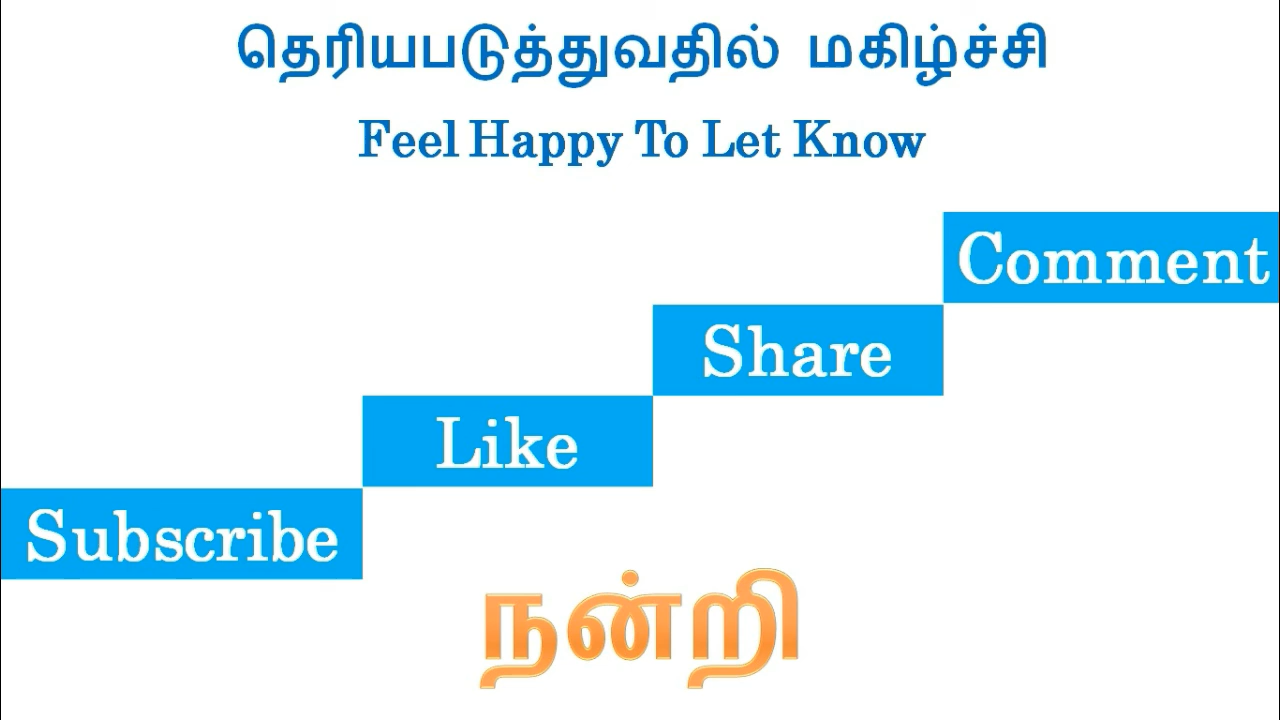 தெரியபடுத்துவதில் மகிழ்ச்சி
Feel Happy To Let Know
Comment
Share
Like
Subscribe
நன்றி